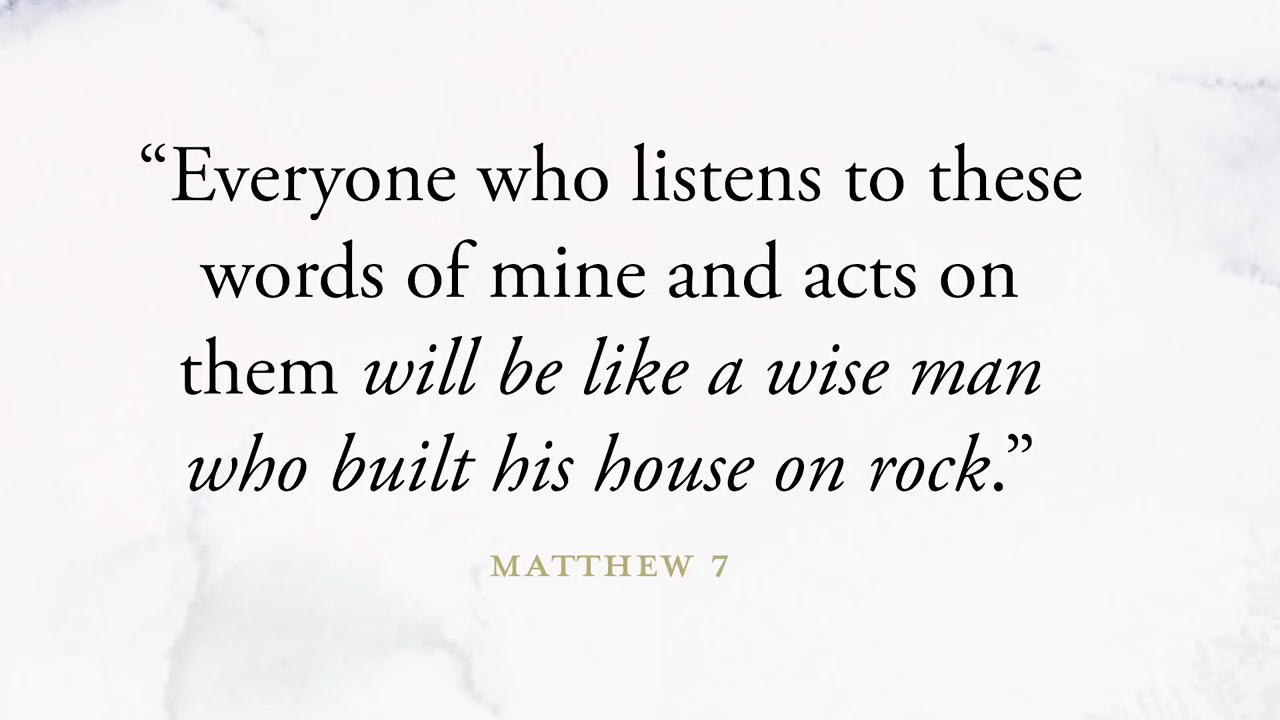 “Everyone who listens to these
words of mine and acts on
them will be like a wise man
who built his house on rock.”
MATTHEW 7